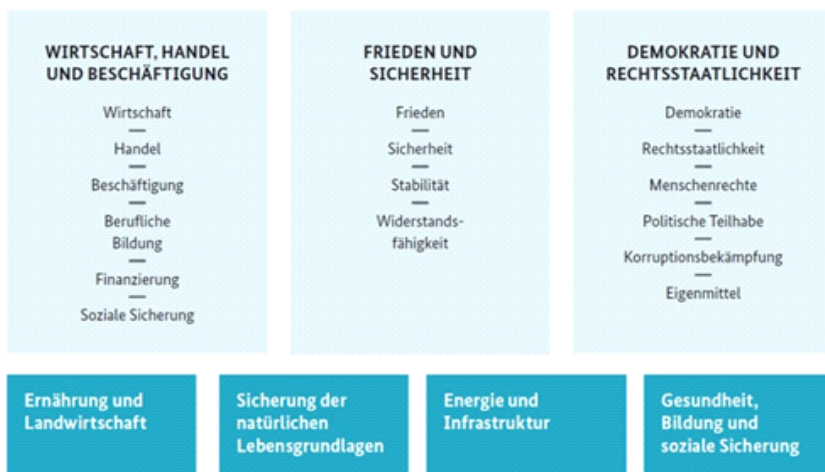 WIRTSCHAFT, HANDEL
UND BESCHÄFTIGUNG
Wirtschaft
Handel
Beschäftigung
Berufliche
Bildung
Finanzierung
Soziale Sicherung
FRIEDEN UND
SICHERHEIT
Frieden
Sicherheit
Stabilität
Widerstands-
fähigkeit
DEMOKRATIE UND
RECHTSSTAATLICHKEIT
Demokratie
Rechtsstaatlichkeit
Menschenrechte
Politische Teilhabe
Korruptionsbekämpfung
Eigenmittel
Ernährung und
Landwirtschaft
Sicherung der
natürlichen
Lebensgrundlagen
Energie und
Infrastruktur
Gesundheit,
Bildung und
soziale Sicherung